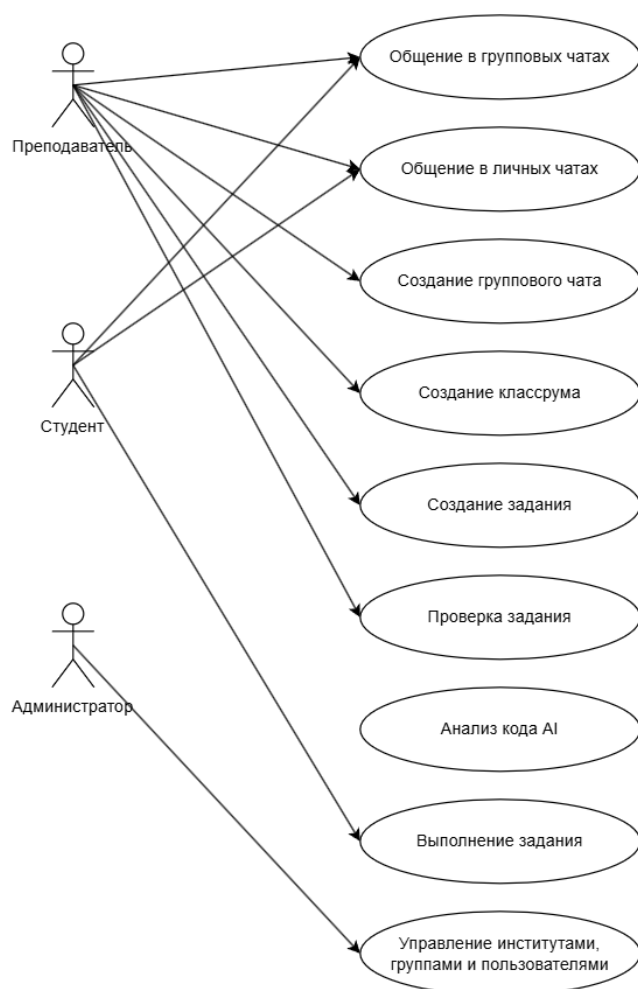 Общение в групповых чатах
Преподаватель
Общение в личных чатах
Создание группового чата
Студент
Создание классрума
Создание задания
Проверка задания
Администратор
Анализ кода AI
Выполнение задания
Управление институтами,
группами и пользователями